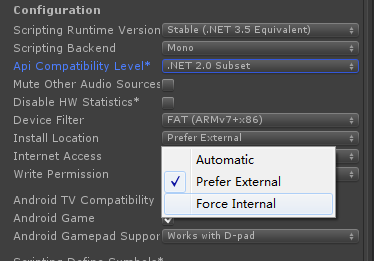 Configuration
Scripting Runtime Version Stable (.NET 3.5 Equivalent)
Scripting Backend Mono
Api Compatibility Level* .NET 2.0 Subset
Mute Other Audio Sources
Disable HW Statistics*
Device Filter FAT (ARMv7+x86)
Install Location Prefer External
Internet Access
Automatic
Write Permission
Prefer External
Android TV Compatibility
Force Internal
Android Game
Android Gamepad Suppor Works with D-pad
Scripting Define Symbols*